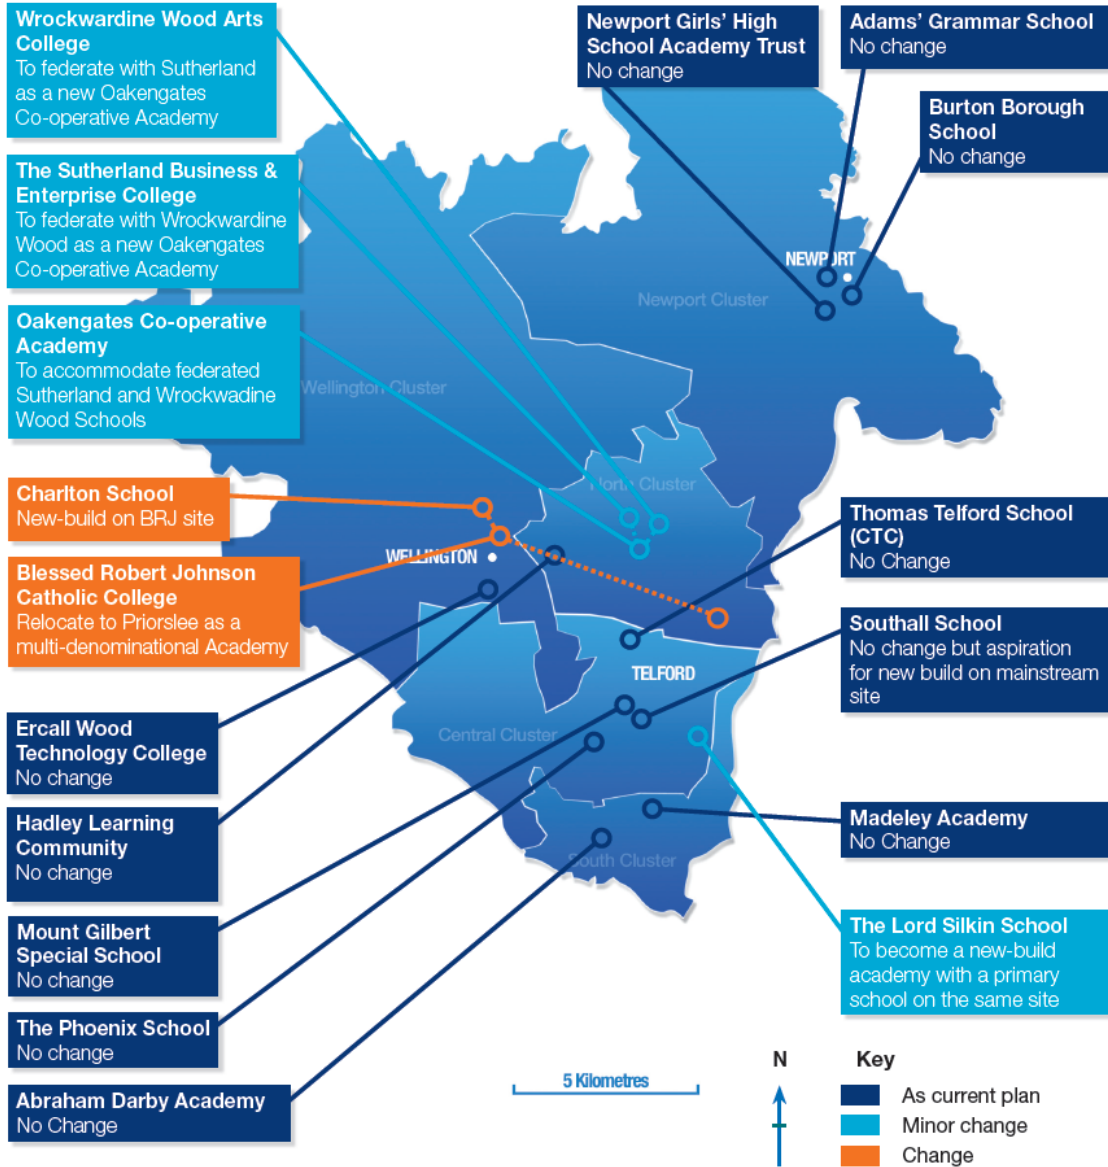 Wrockwardine Wood Arts
College
To federate with Sutherland
as a new Oakengates
Co-operative Academy
The Sutherland Business &
Enterprise College
To federate with Wrockwardine
Wood as a new Oakengates
Co-operative Academy
Oakengates Co-operative
Academy
To accommodate federated
Sutherland and Wrockwadine
Wood Schools
Charlton School
New-build on BRJ site
Blessed Robert Johnson
Catholic College
Relocate to Priorslee as a
multi-denominational Academy
Ercall Wood
Technology College
No change
Hadley Learning
Community
No change
Mount Gilbert
Special School
No change
The Phoenix School
No change
Abraham Darby Academy
No Change
Newport Girls' High
School Academy Trust
No change
Adams' Grammar School
No change
Burton Borough
School
No change
NEWPORT
Newport Cluster
Wellington Cluster
North Cluster
WELLINGTON
TELFORD
Central Cluster
South Cluster
Thomas Telford School
(CTC)
No Change
Southall School
No change but aspiration
for new build on mainstream
site
Madeley Academy
No Change
The Lord Silkin School
To become a new-build
academy with a primary
school on the same site
5 Kilometres
N
Key
As current plan
Minor change
Change